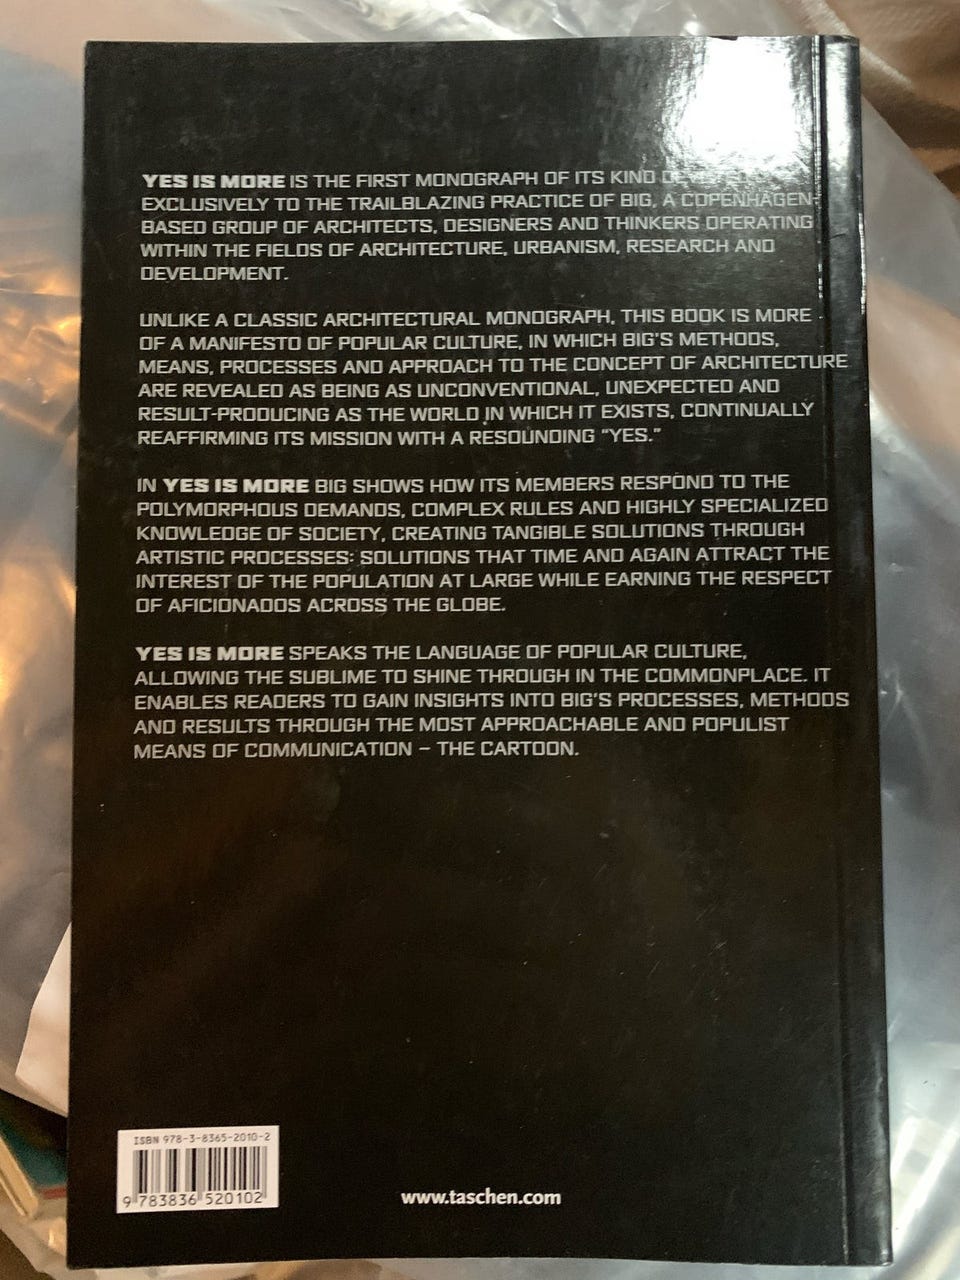 YES IS MORE IS THE FIRST MONOGRAPH OF ITS KIND DEVOTED
EXCLUSIVELY TO THE TRAILBLAZING PRACTICE OF BIG, A COPENHAGEN-
BASED GROUP OF ARCHITECTS, DESIGNERS AND THINKERS OPERATING
WITHIN THE FIELDS OF ARCHITECTURE, URBANISM, RESEARCH AND
DEVELOPMENT.
UNLIKE A CLASSIC ARCHITECTURAL MONOGRAPH, THIS BOOK IS MORE
OF A MANIFESTO OF POPULAR CULTURE, IN WHICH BIG'S METHODS,
MEANS, PROCESSES AND APPROACH TO THE CONCEPT OF ARCHITECTURE
ARE REVEALED AS BEING AS UNCONVENTIONAL, UNEXPECTED AND
RESULT-PRODUCING AS THE WORLD IN WHICH IT EXISTS, CONTINUALLY
REAFFIRMING ITS MISSION WITH A RESOUNDING "YES."
IN YES IS MORE BIG SHOWS HOW ITS MEMBERS RESPOND TO THE
POLYMORPHOUS DEMANDS, COMPLEX RULES AND HIGHLY SPECIALIZED
KNOWLEDGE OF SOCIETY, CREATING TANGIBLE SOLUTIONS THROUGH
ARTISTIC PROCESSES: SOLUTIONS THAT TIME AND AGAIN ATTRACT THE
INTEREST OF THE POPULATION AT LARGE WHILE EARNING THE RESPECT
OF AFICIONADOS ACROSS THE GLOBE.
YES IS MORE SPEAKS THE LANGUAGE OF POPULAR CULTURE,
ALLOWING THE SUBLIME TO SHINE THROUGH IN THE COMMONPLACE. IT
ENABLES READERS TO GAIN INSIGHTS INTO BIG'S PROCESSES, METHODS
AND RESULTS THROUGH THE MOST APPROACHABLE AND POPULIST
MEANS OF COMMUNICATION – THE CARTOON.
ISBN 978-3-8365-2010-2
9 783836 520102
www.taschen.com